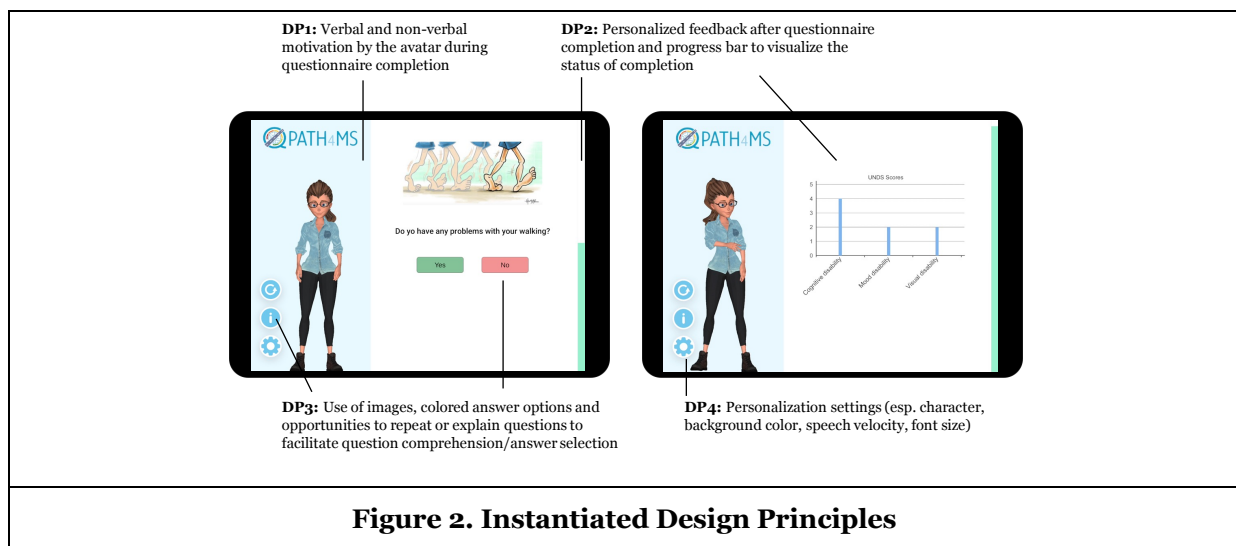 DP1: Verbal and non-verbal
motivation by the avatar during
questionnaire completion
DP2: Personalized feedback after questionnaire
completion and progress bar to visualize the
status of completion
QPATH4MS
Do yo have any problems with your walking?
Yes
No
QPATH4MS
UNDS Scores
5
4
3
2
1
0
Cognitive disability
Mood disability
Visual disability
DP3: Use of images, colored answer options and
opportunities to repeat or explain questions to
facilitate question comprehension/answer selection
DP4: Personalization settings (esp. character,
background color, speech velocity, font size)
Figure 2. Instantiated Design Principles